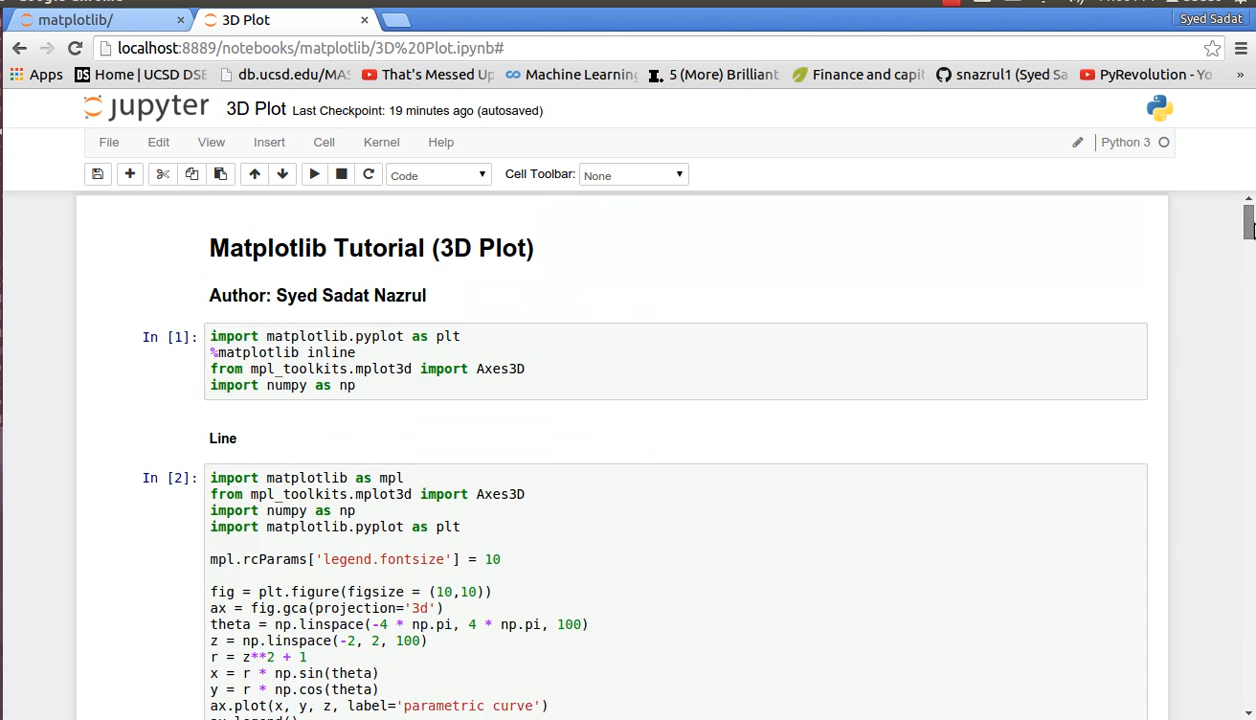 matplotlib/
3D Plot
Syed Sadat
localhost:8889/notebooks/matplotlib/3D%20Plot.ipynb#
Apps
DS Home | UCSD DSE
db.ucsd.edu/MAS
That's Messed Up
Machine Learning
5 (More) Brilliant
Finance and capit
snazrul1 (Syed Sa
PyRevolution - Yo
»
jupyter 3D Plot Last Checkpoint: 19 minutes ago (autosaved)
File Edit View Insert Cell Kernel Help
Python 3
Code
Cell Toolbar: None
Matplotlib Tutorial (3D Plot)
Author: Syed Sadat Nazrul
In [1]: import matplotlib.pyplot as plt
%matplotlib inline
from mpl_toolkits.mplot3d import Axes3D
import numpy as np
Line
In [2]: import matplotlib as mpl
from mpl_toolkits.mplot3d import Axes3D
import numpy as np
import matplotlib.pyplot as plt
mpl.rcParams['legend.fontsize'] = 10
fig = plt.figure(figsize = (10,10))
ax = fig.gca(projection='3d')
theta = np.linspace(-4 * np.pi, 4 * np.pi, 100)
z = np.linspace(-2, 2, 100)
r = z**2 + 1
x = r * np.sin(theta)
y = r * np.cos(theta)
ax.plot(x, y, z, label='parametric curve')
ax.legend()